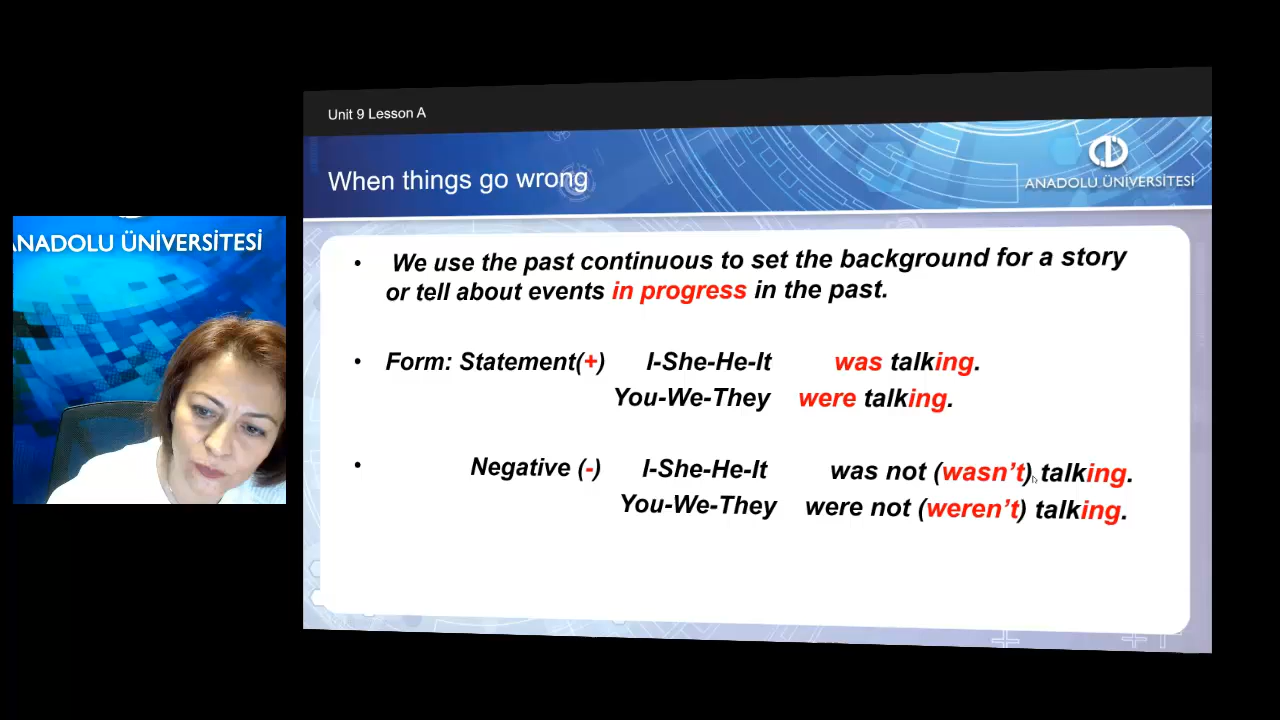 Unit 9 Lesson A
When things go wrong
ANADOLU ÜNİVERSİTESİ
ANADOLU ÜNİVERSİTESİ
• We use the past continuous to set the background for a story
or tell about events in progress in the past.
• Form: Statement(+) I-She-He-It was talking.
You-We-They were talking.
• Negative (-) I-She-He-It was not (wasn’t) talking.
You-We-They were not (weren’t) talking.